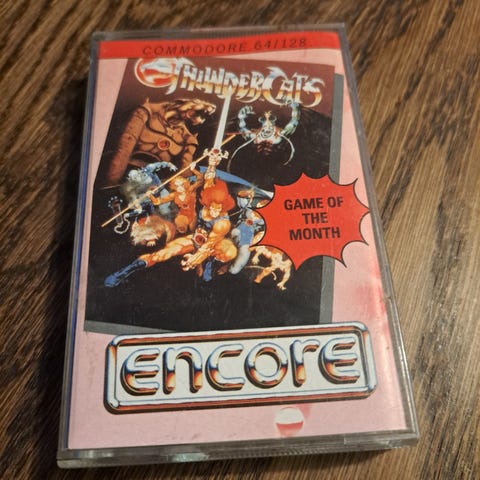 COMMODORE 64/128
THUNDERCATS
GAME OF
THE
MONTH
encore